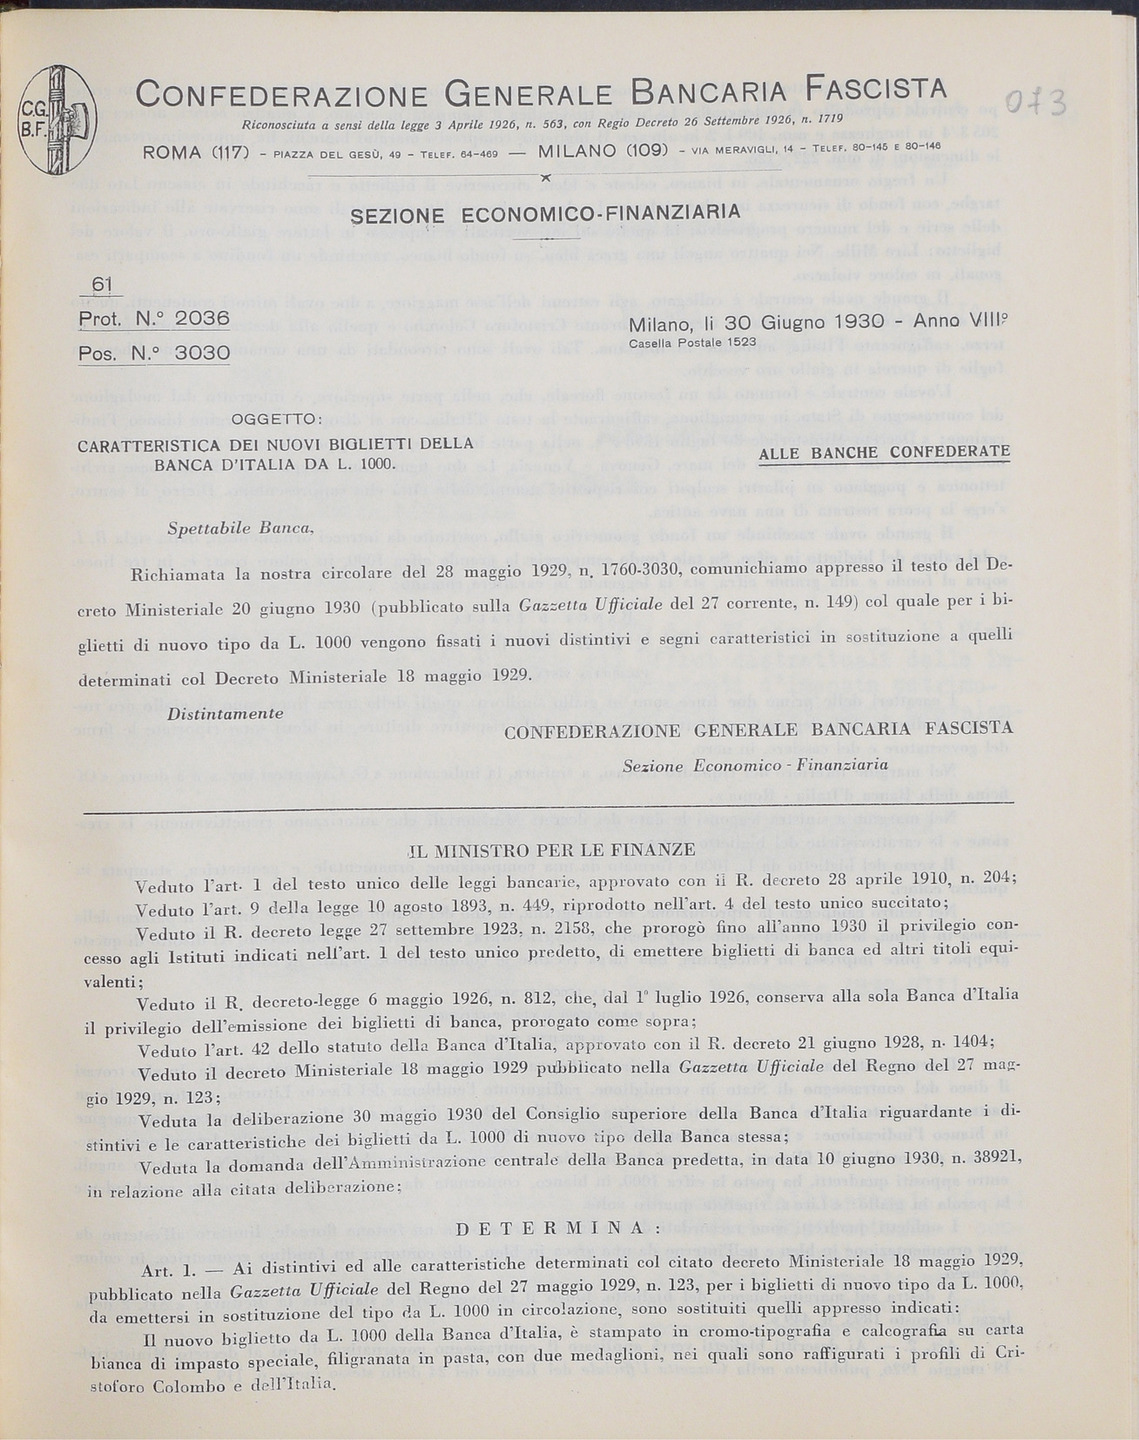 C.G.
B.F.
CONFEDERAZIONE GENERALE BANCARIA FASCISTA
073
Riconosciuta a sensi della legge 3 Aprile 1926, n. 563, con Regio Decreto 26 Settembre 1926, n. 1719
ROMA (117) - PIAZZA DEL GESÙ, 49 - TELEF. 64-469 — MILANO (109) - VIA MERAVIGLI, 14 - TELEF. 80-145 E 80-146
SEZIONE ECONOMICO-FINANZIARIA
61
Prot. N.° 2036
Pos. N.° 3030
Milano, li 30 Giugno 1930 - Anno VIII°
Casella Postale 1523
OGGETTO:
CARATTERISTICA DEI NUOVI BIGLIETTI DELLA
BANCA D'ITALIA DA L. 1000.
ALLE BANCHE CONFEDERATE
Spettabile Banca,
Richiamata la nostra circolare del 28 maggio 1929, n. 1760-3030, comunichiamo appresso il testo del De-
creto Ministeriale 20 giugno 1930 (pubblicato sulla Gazzetta Ufficiale del 27 corrente, n. 149) col quale per i bi-
glietti di nuovo tipo da L. 1000 vengono fissati i nuovi distintivi e segni caratteristici in sostituzione a quelli
determinati col Decreto Ministeriale 18 maggio 1929.
Distintamente
CONFEDERAZIONE GENERALE BANCARIA FASCISTA
Sezione Economico - Finanziaria
IL MINISTRO PER LE FINANZE
Veduto l'art. 1 del testo unico delle leggi bancarie, approvato con il R. decreto 28 aprile 1910, n. 204;
Veduto l'art. 9 della legge 10 agosto 1893, n. 449, riprodotto nell'art. 4 del testo unico succitato;
Veduto il R. decreto legge 27 settembre 1923, n. 2158, che prorogò fino all'anno 1930 il privilegio con-
cesso agli Istituti indicati nell'art. 1 del testo unico predetto, di emettere biglietti di banca ed altri titoli equi-
valenti;
Veduto il R. decreto-legge 6 maggio 1926, n. 812, che, dal 1° luglio 1926, conserva alla sola Banca d'Italia
il privilegio dell'emissione dei biglietti di banca, prorogato come sopra;
Veduto l'art. 42 dello statuto della Banca d'Italia, approvato con il R. decreto 21 giugno 1928, n. 1404;
Veduto il decreto Ministeriale 18 maggio 1929 pubblicato nella Gazzetta Ufficiale del Regno del 27 mag-
gio 1929, n. 123;
Veduta la deliberazione 30 maggio 1930 del Consiglio superiore della Banca d'Italia riguardante i di-
stintivi e le caratteristiche dei biglietti da L. 1000 di nuovo tipo della Banca stessa;
Veduta la domanda dell'Amministrazione centrale della Banca predetta, in data 10 giugno 1930, n. 38921,
in relazione alla citata deliberazione;
DETERMINA:
Art. 1. — Ai distintivi ed alle caratteristiche determinati col citato decreto Ministeriale 18 maggio 1929,
pubblicato nella Gazzetta Ufficiale del Regno del 27 maggio 1929, n. 123, per i biglietti di nuovo tipo da L. 1000,
da emettersi in sostituzione del tipo da L. 1000 in circolazione, sono sostituiti quelli appresso indicati:
Il nuovo biglietto da L. 1000 della Banca d'Italia, è stampato in cromo-tipografia e calcografia su carta
bianca di impasto speciale, filigranata in pasta, con due medaglioni, nei quali sono raffigurati i profili di Cri-
stoforo Colombo e dell'Italia.